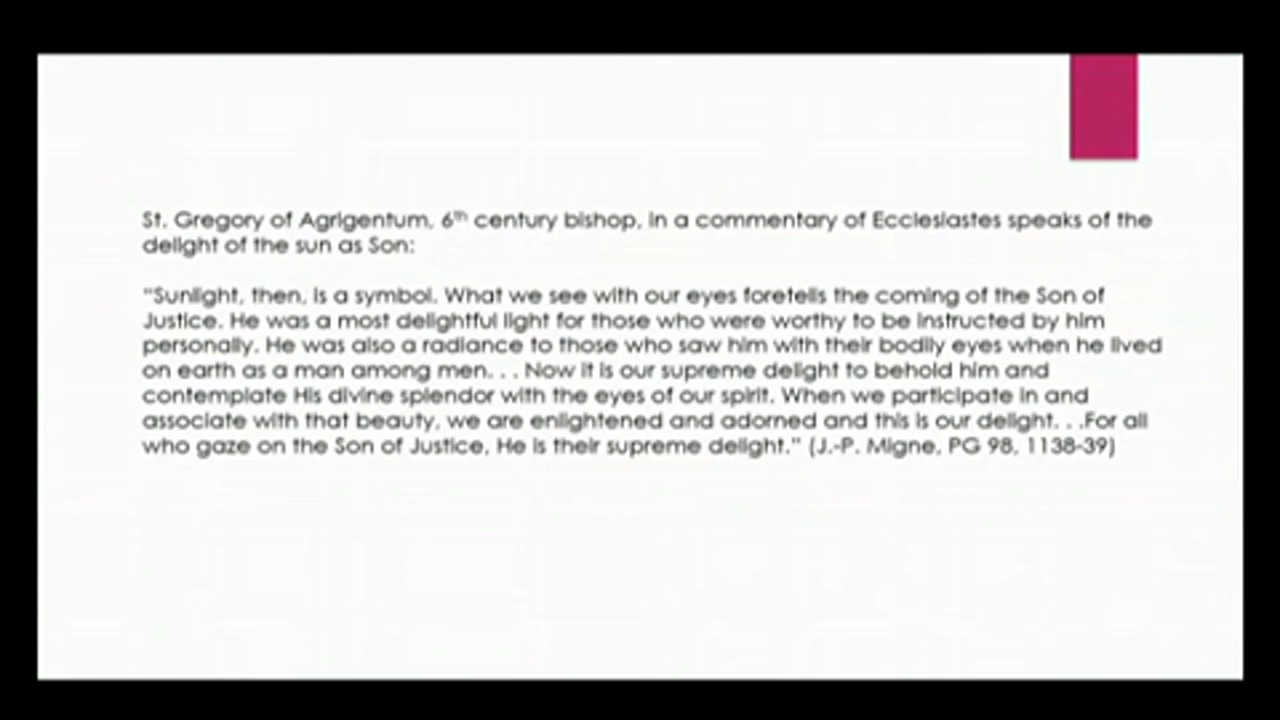 St. Gregory of Agrigentum, 6th century bishop, in a commentary of Ecclesiastes speaks of the
delight of the sun as Son:
“Sunlight, then, is a symbol. What we see with our eyes foretells the coming of the Son of
Justice. He was a most delightful light for those who were worthy to be instructed by him
personally. He was also a radiance to those who saw him with their bodily eyes when he lived
on earth as a man among men. . . Now it is our supreme delight to behold him and
contemplate His divine splendor with the eyes of our spirit. When we participate in and
associate with that beauty, we are enlightened and adorned and this is our delight. . .For all
who gaze on the Son of Justice, He is their supreme delight.” (J.-P. Migne, PG 98, 1138-39)